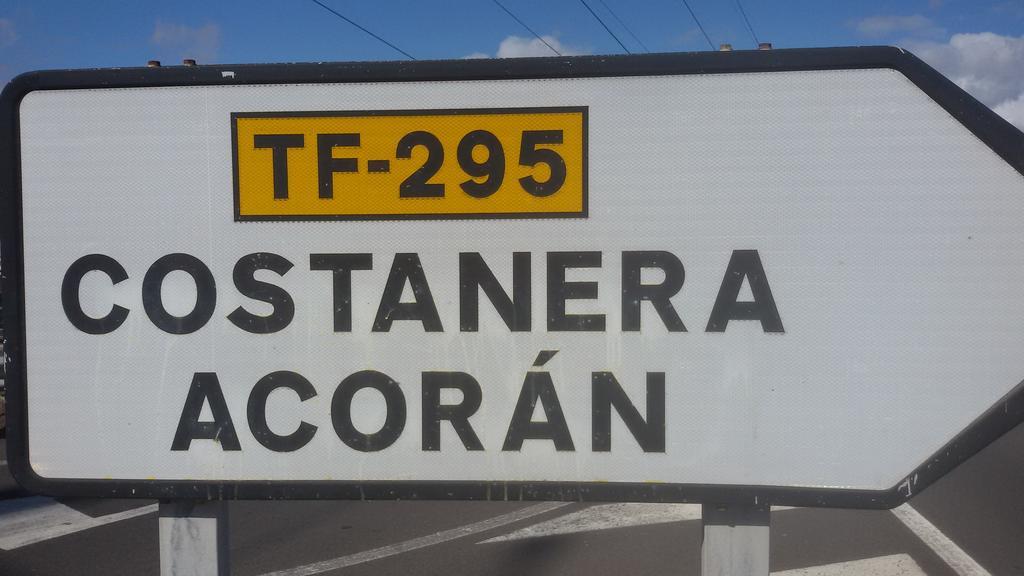 TF-295
COSTANERA
ACORÁN